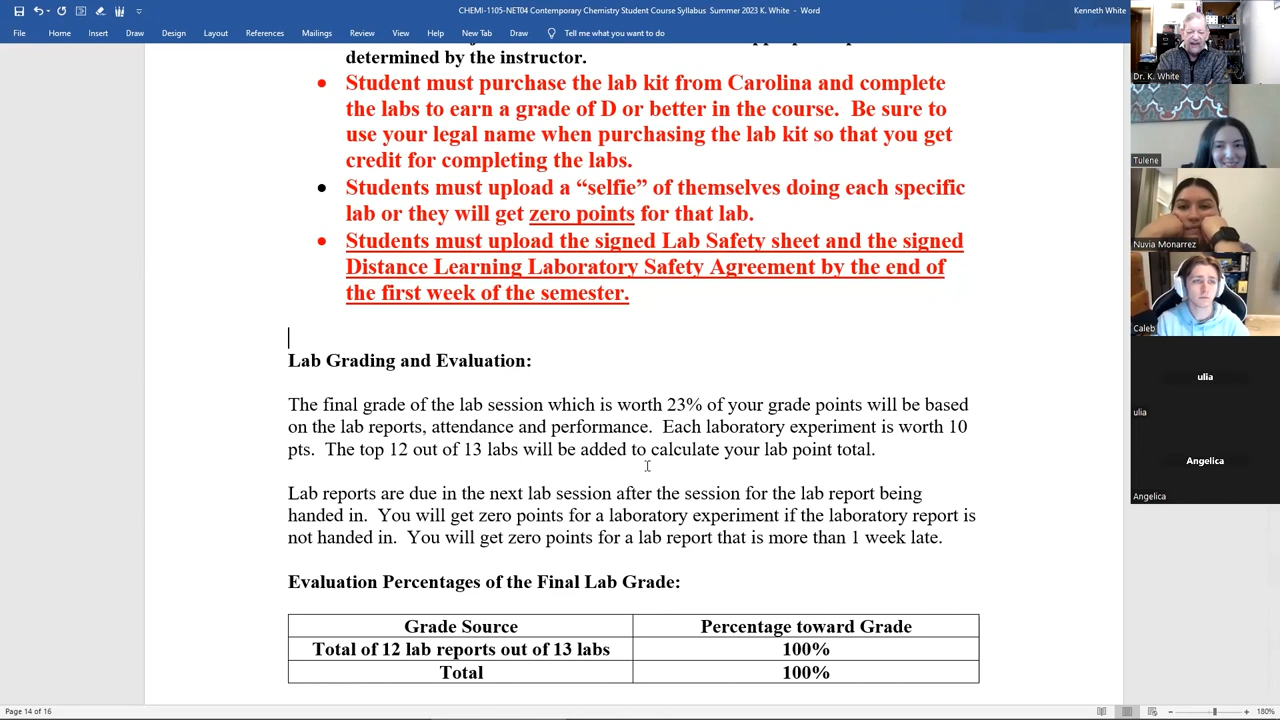 CHEMI-1105-NET04 Contemporary Chemistry Student Course Syllabus  Summer 2023 K. White  -  Word
Kenneth White
File Home Insert Draw Design Layout References Mailings Review View Help New Tab Draw Tell me what you want to do
determined by the instructor.
• Student must purchase the lab kit from Carolina and complete
the labs to earn a grade of D or better in the course.  Be sure to
use your legal name when purchasing the lab kit so that you get
credit for completing the labs.
• Students must upload a “selfie” of themselves doing each specific
lab or they will get zero points for that lab.
• Students must upload the signed Lab Safety sheet and the signed
Distance Learning Laboratory Safety Agreement by the end of
the first week of the semester.
Lab Grading and Evaluation:
The final grade of the lab session which is worth 23% of your grade points will be based
on the lab reports, attendance and performance.  Each laboratory experiment is worth 10
pts.  The top 12 out of 13 labs will be added to calculate your lab point total.
Lab reports are due in the next lab session after the session for the lab report being
handed in.  You will get zero points for a laboratory experiment if the laboratory report is
not handed in.  You will get zero points for a lab report that is more than 1 week late.
Evaluation Percentages of the Final Lab Grade:
Grade Source Percentage toward Grade
Total of 12 lab reports out of 13 labs 100%
Total 100%
Page 14 of 16
180%
Dr. K. White
Tulene
Nuvia Monarrez
Caleb
ulia
ulia
Angelica
Angelica